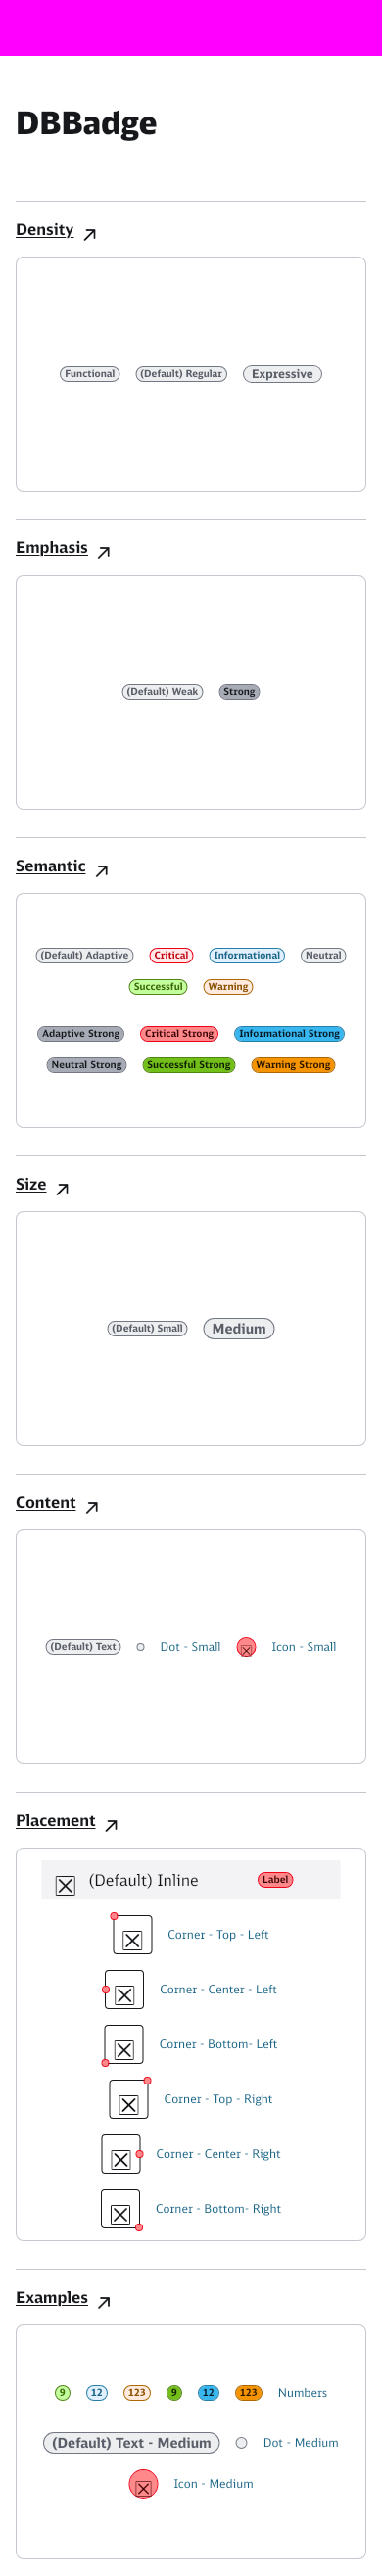 DBBadge
Density
Functional (Default) Regular Expressive
Emphasis
(Default) Weak Strong
Semantic
(Default) Adaptive Critical Informational Neutral
Successful Warning
Adaptive Strong Critical Strong Informational Strong
Neutral Strong Successful Strong Warning Strong
Size
(Default) Small Medium
Content
(Default) Text Dot - Small Icon - Small
Placement
(Default) Inline Label
Corner - Top - Left
Corner - Center - Left
Corner - Bottom- Left
Corner - Top - Right
Corner - Center - Right
Corner - Bottom- Right
Examples
9 12 123 9 12 123 Numbers
(Default) Text - Medium Dot - Medium
Icon - Medium